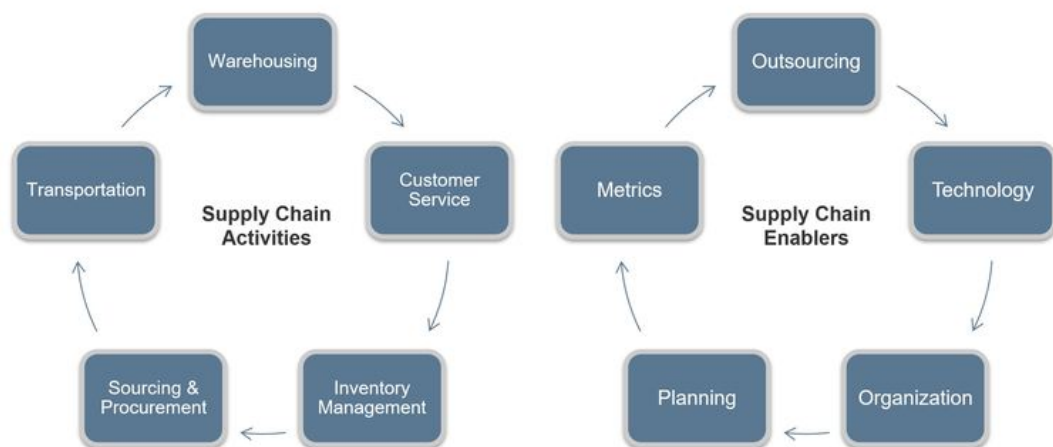 Warehousing
Transportation
Customer
Service
Supply Chain
Activities
Sourcing &
Procurement
Inventory
Management
Outsourcing
Metrics
Technology
Supply Chain
Enablers
Planning
Organization